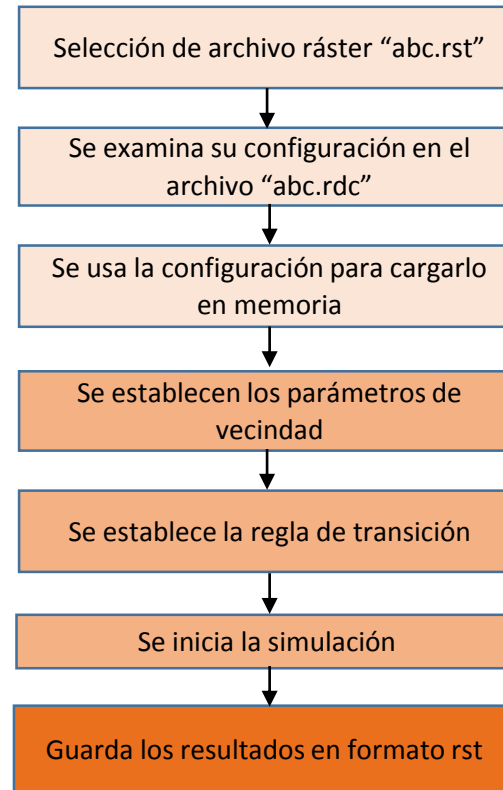 Selección de archivo ráster “abc.rst”
Se examina su configuración en el
archivo “abc.rdc”
Se usa la configuración para cargarlo
en memoria
Se establecen los parámetros de
vecindad
Se establece la regla de transición
Se inicia la simulación
Guarda los resultados en formato rst